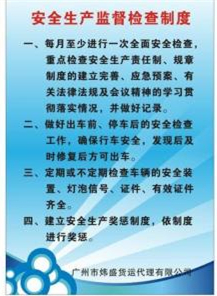 安全生产监督检查制度
一、每月至少进行一次全面安全检查，
重点检查安全生产责任制、规章
制度的建立完善、应急预案、有
关法律法规及会议精神的学习贯
彻落实情况，并做好记录。
二、做好出车前、停车后的安全检查
工作，确保行车安全，发现后及
时修复后方可出车。
三、定期或不定期检查车辆的安全装
置、灯泡信号、证件、有效证件
齐全。
四、建立安全生产奖惩制度，依制度
进行奖惩。
广州市炜盛货运代理有限公司